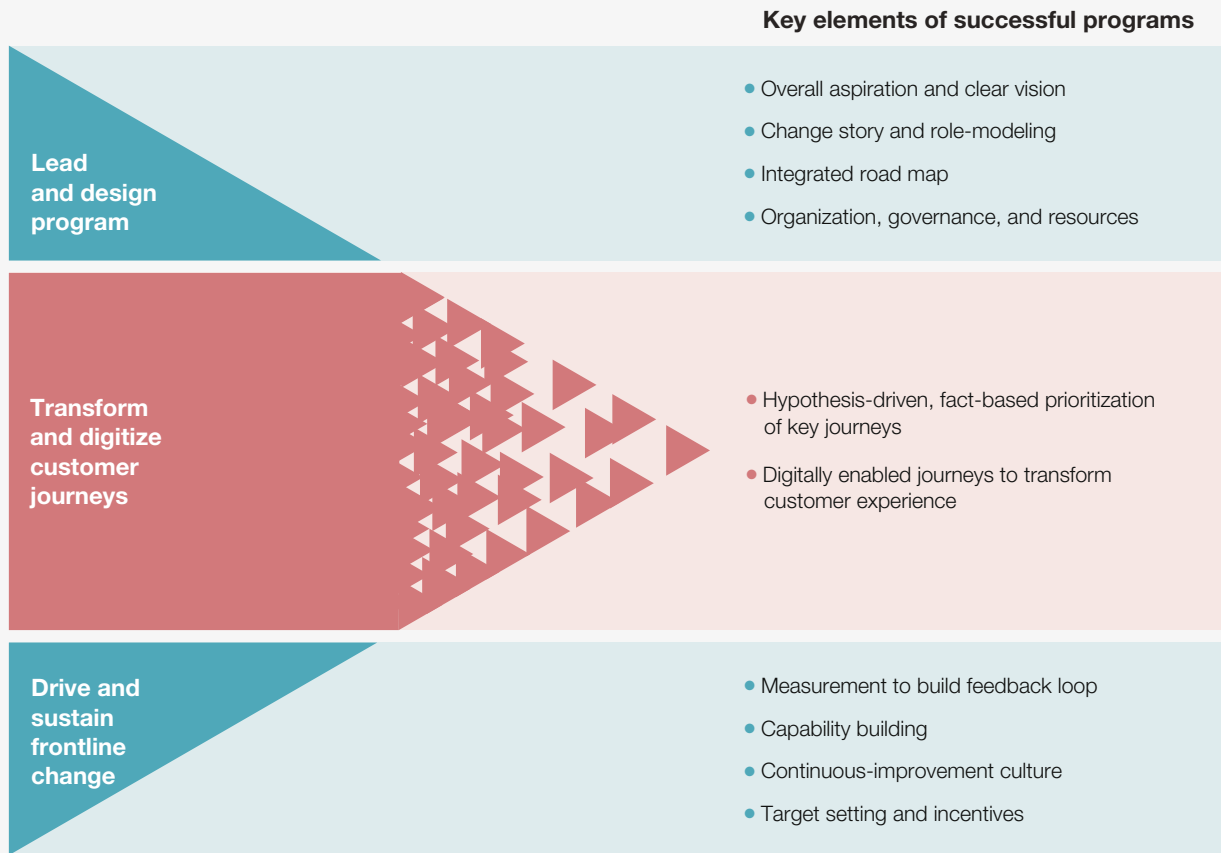 Key elements of successful programs
Lead
and design
program
Overall aspiration and clear vision
Change story and role-modeling
Integrated road map
Organization, governance, and resources
Transform
and digitize
customer
journeys
Hypothesis-driven, fact-based prioritization
of key journeys
Digitally enabled journeys to transform
customer experience
Drive and
sustain
frontline
change
Measurement to build feedback loop
Capability building
Continuous-improvement culture
Target setting and incentives